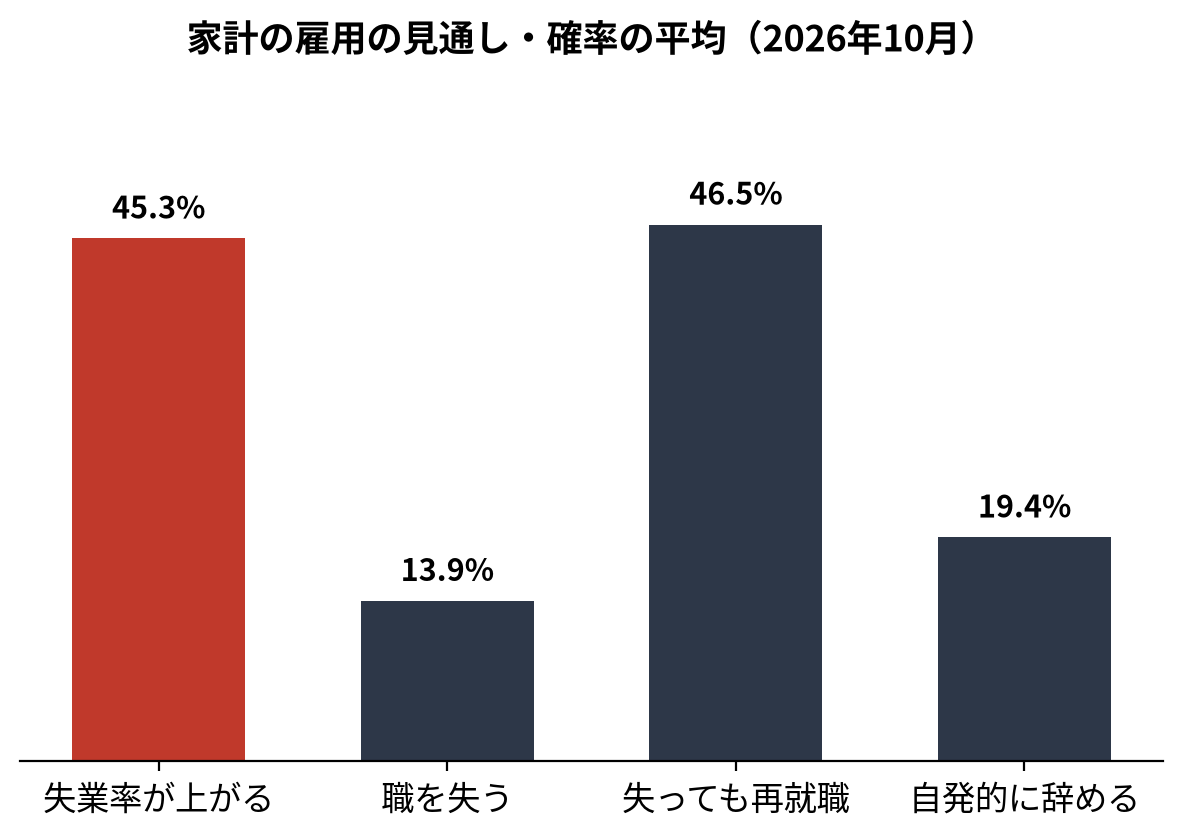 家計の雇用の見通し・確率の平均（2026年10月）
45.3%
13.9%
46.5%
19.4%
失業率が上がる
職を失う
失っても再就職
自発的に辞める